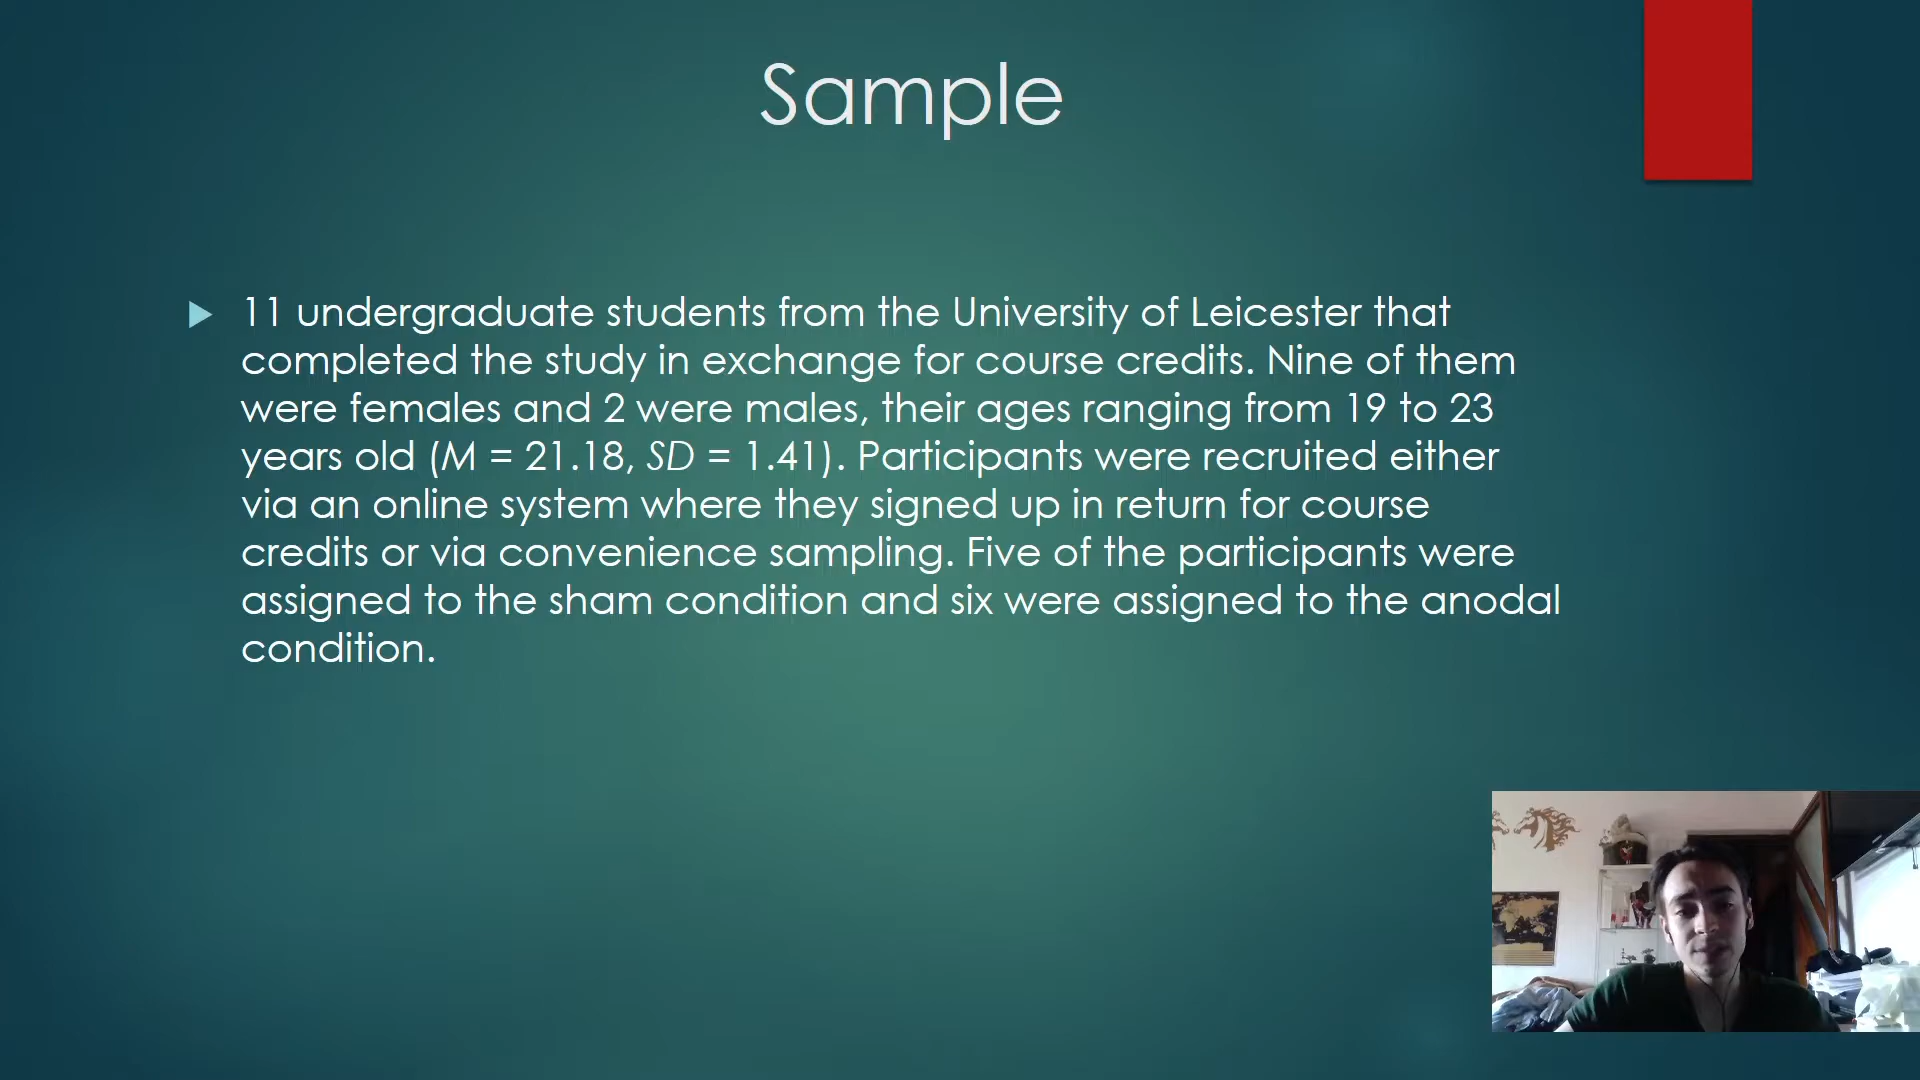 Sample
11 undergraduate students from the University of Leicester that
completed the study in exchange for course credits. Nine of them
were females and 2 were males, their ages ranging from 19 to 23
years old (M = 21.18, SD = 1.41). Participants were recruited either
via an online system where they signed up in return for course
credits or via convenience sampling. Five of the participants were
assigned to the sham condition and six were assigned to the anodal
condition.